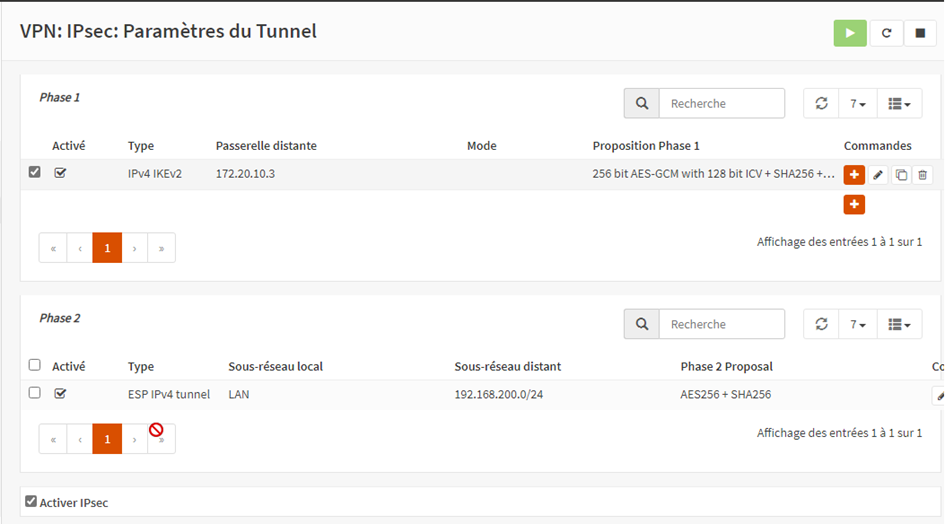 VPN: IPsec: Paramètres du Tunnel
Phase 1
Recherche
7
Activé Type Passerelle distante Mode Proposition Phase 1 Commandes
IPv4 IKEv2 172.20.10.3 256 bit AES-GCM with 128 bit ICV + SHA256 +...
« ‹ 1 › »
Affichage des entrées 1 à 1 sur 1
Phase 2
Recherche
7
Activé Type Sous-réseau local Sous-réseau distant Phase 2 Proposal Co
ESP IPv4 tunnel LAN 192.168.200.0/24 AES256 + SHA256
« ‹ 1 › »
Affichage des entrées 1 à 1 sur 1
Activer IPsec